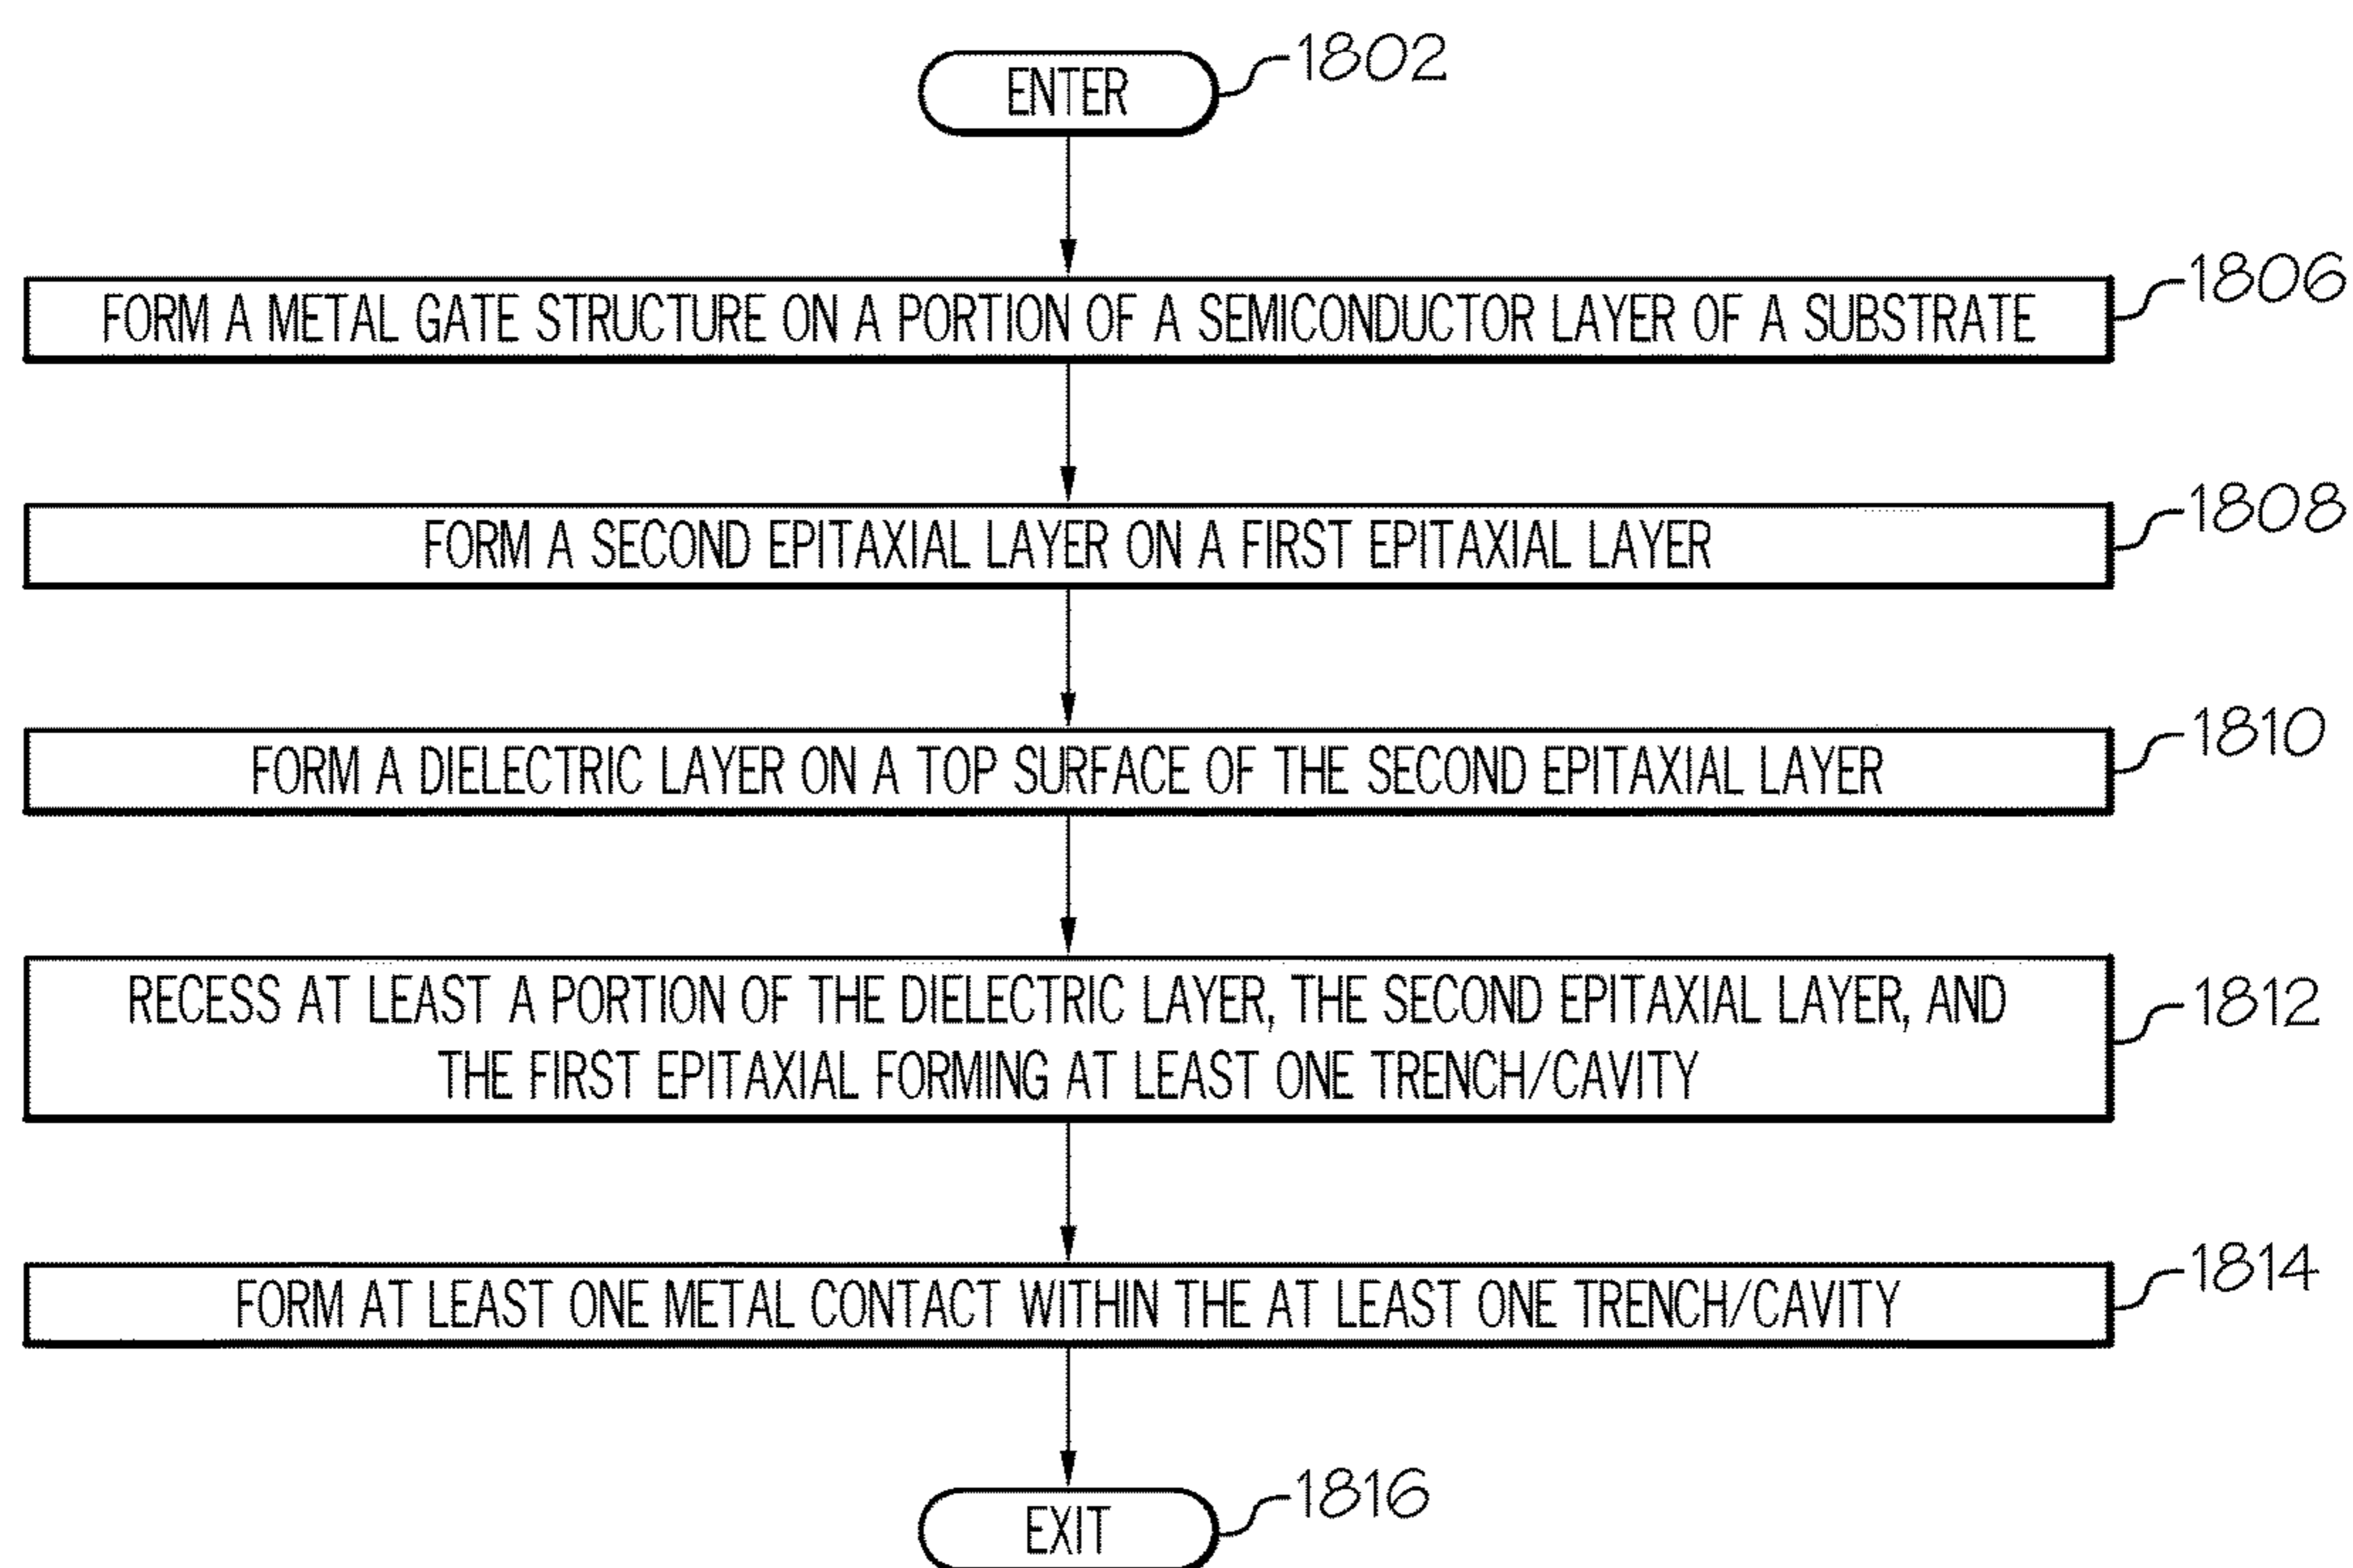 ENTER 1802
FORM A METAL GATE STRUCTURE ON A PORTION OF A SEMICONDUCTOR LAYER OF A SUBSTRATE 1806
FORM A SECOND EPITAXIAL LAYER ON A FIRST EPITAXIAL LAYER 1808
FORM A DIELECTRIC LAYER ON A TOP SURFACE OF THE SECOND EPITAXIAL LAYER 1810
RECESS AT LEAST A PORTION OF THE DIELECTRIC LAYER, THE SECOND EPITAXIAL LAYER, AND
THE FIRST EPITAXIAL FORMING AT LEAST ONE TRENCH/CAVITY
1812
FORM AT LEAST ONE METAL CONTACT WITHIN THE AT LEAST ONE TRENCH/CAVITY 1814
EXIT 1816